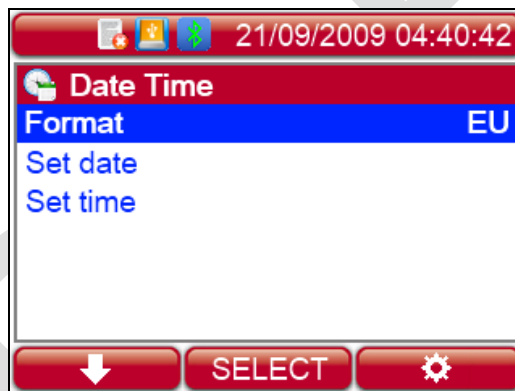 21/09/2009 04:40:42
Date Time
Format EU
Set date
Set time
SELECT